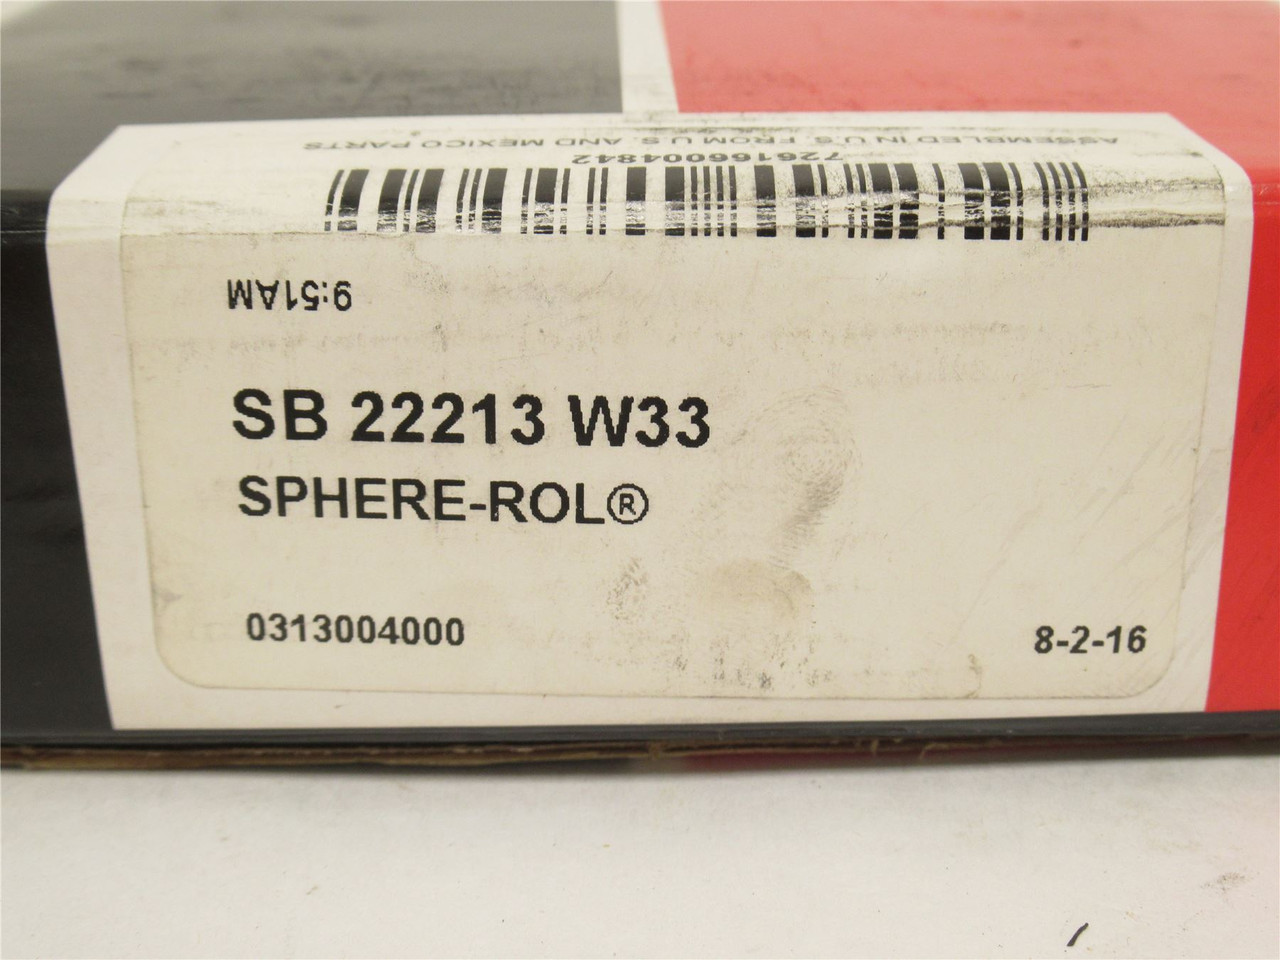 ASSEMBLED IN U.S. FROM U.S. AND MEXICO PARTS
726166004842
9:51AM
SB 22213 W33
SPHERE-ROL®
0313004000
8-2-16